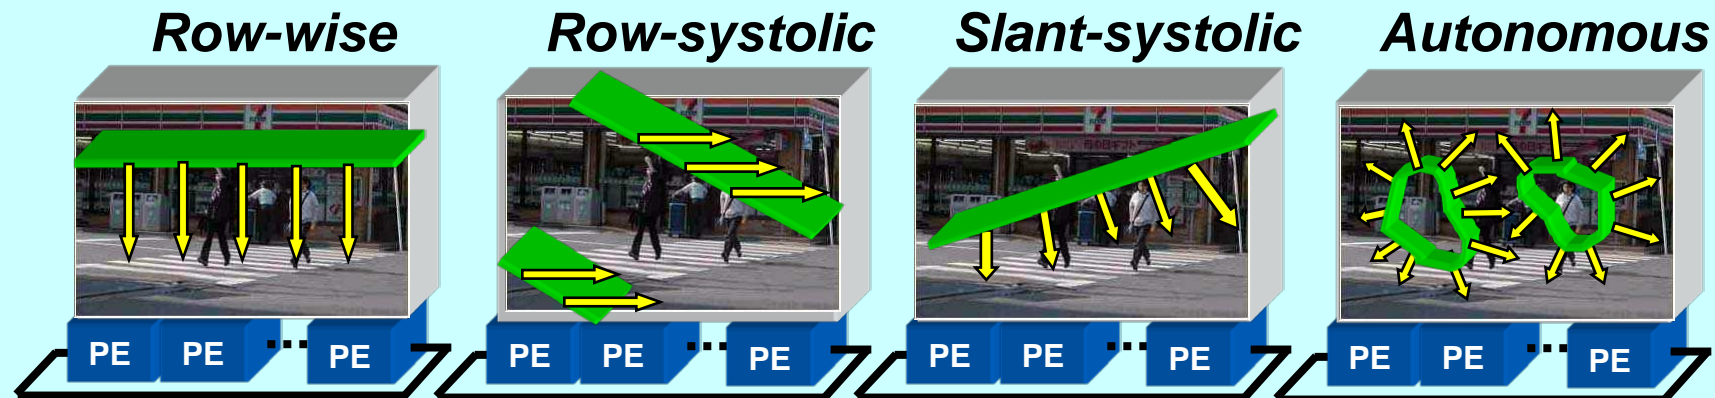 Row-wise
Row-systolic
Slant-systolic
Autonomous
PE PE ... PE
PE PE ... PE
PE PE ... PE
PE PE ... PE